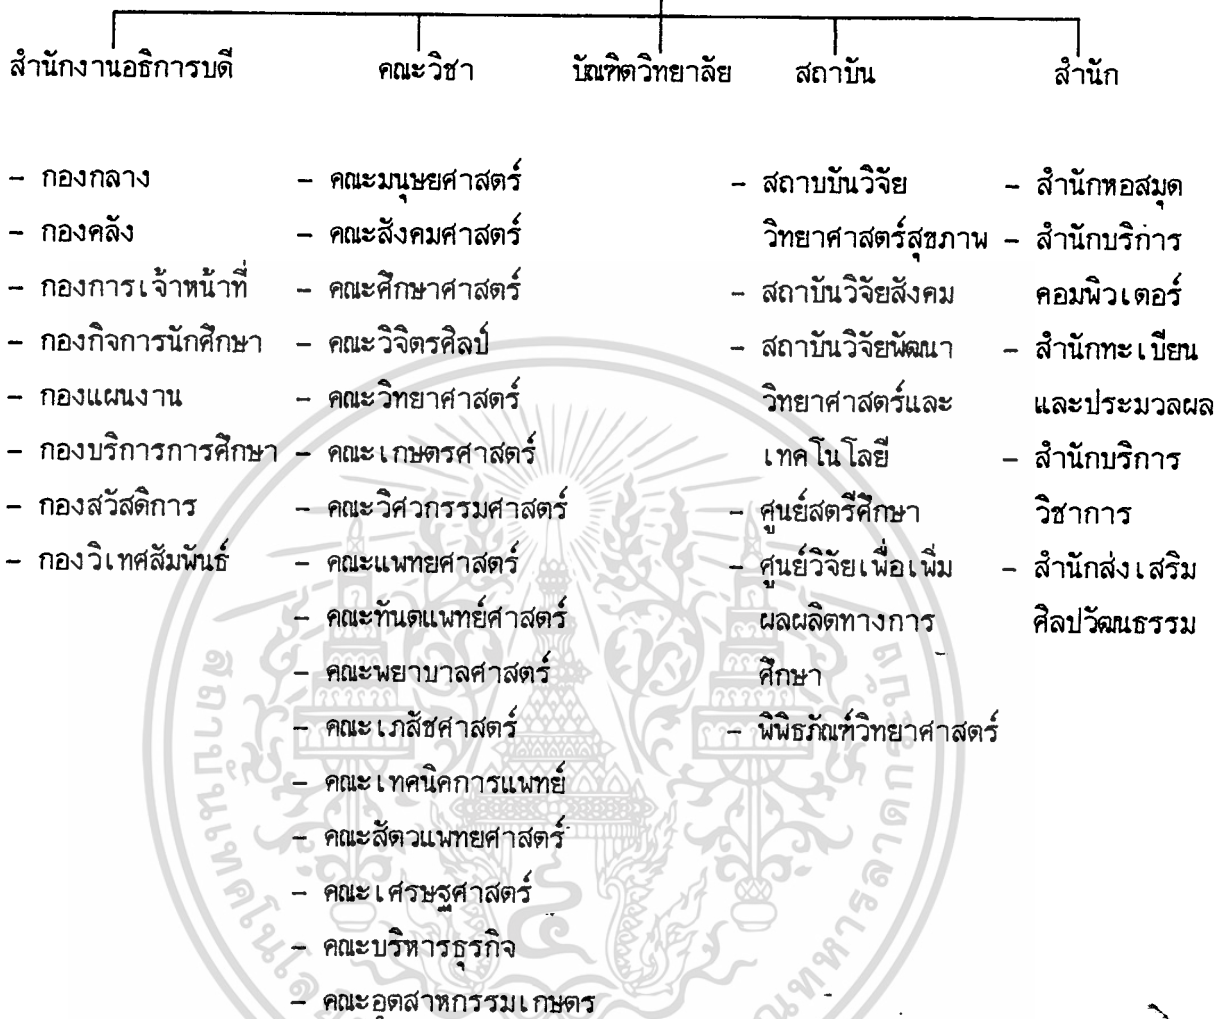 สำนักงานอธิการบดี คณะวิชา บัณฑิตวิทยาลัย สถาบัน สำนัก
- กองกลาง - คณะมนุษยศาสตร์ - สถาบบันวิจัย - สำนักหอสมุด
- กองคลัง - คณะสังคมศาสตร์ วิทยาศาสตร์สุขภาพ - สำนักบริการ
- กองการเจ้าหน้าที่ - คณะศึกษาศาสตร์ - สถาบันวิจัยสังคม คอมพิวเตอร์
- กองกิจการนักศึกษา - คณะวิจิตรศิลป์ - สถาบันวิจัยพัฒนา - สำนักทะเบียน
- กองแผนงาน - คณะวิทยาศาสตร์ วิทยาศาสตร์และ และประมวลผล
- กองบริการการศึกษา - คณะเกษตรศาสตร์ เทคโนโลยี - สำนักบริการ
- กองสวัสดิการ - คณะวิศวกรรมศาสตร์ - ศูนย์สตรีศึกษา วิชาการ
- กองวิเทศสัมพันธ์ - คณะแพทยศาสตร์ - ศูนย์วิจัยเพื่อเพิ่ม - สำนักส่งเสริม
- คณะทันตแพทย์ศาสตร์ ผลผลิตทางการ ศิลปวัฒนธรรม
- คณะพยาบาลศาสตร์ ศึกษา
- คณะเภสัชศาสตร์ - พิพิธภัณฑ์วิทยาศาสตร์
- คณะเทคนิคการแพทย์
- คณะสัตวแพทยศาสตร์
- คณะเศรษฐศาสตร์
- คณะบริหารธุรกิจ
- คณะอุตสาหกรรมเกษตร